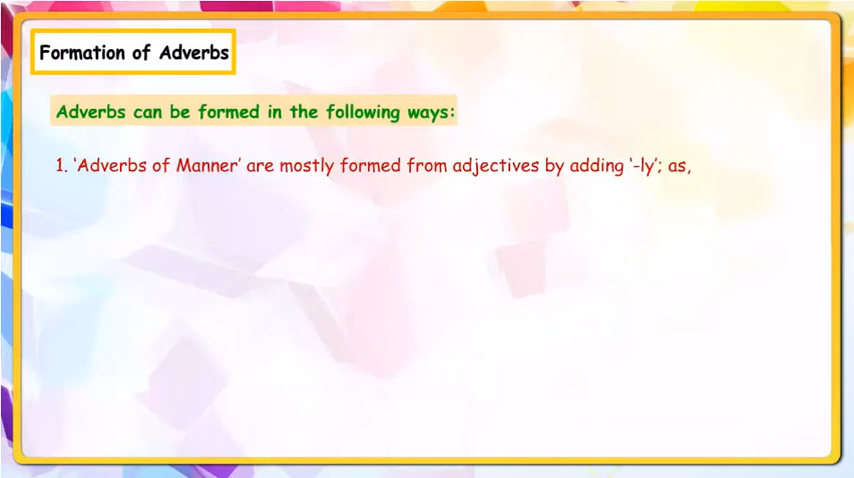 Formation of Adverbs
Adverbs can be formed in the following ways:
1. ‘Adverbs of Manner’ are mostly formed from adjectives by adding ‘-ly’; as,